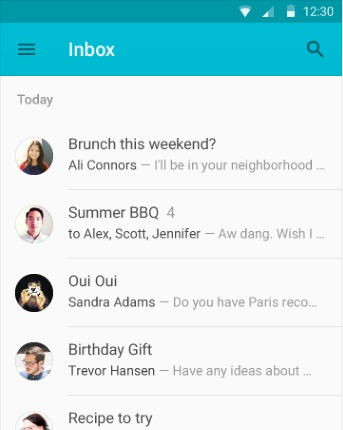 12:30
Inbox
Today
Brunch this weekend?
Ali Connors — I'll be in your neighborhood ...
Summer BBQ 4
to Alex, Scott, Jennifer — Aw dang. Wish I ...
Oui Oui
Sandra Adams — Do you have Paris reco...
Birthday Gift
Trevor Hansen — Have any ideas about ...
Recipe to try